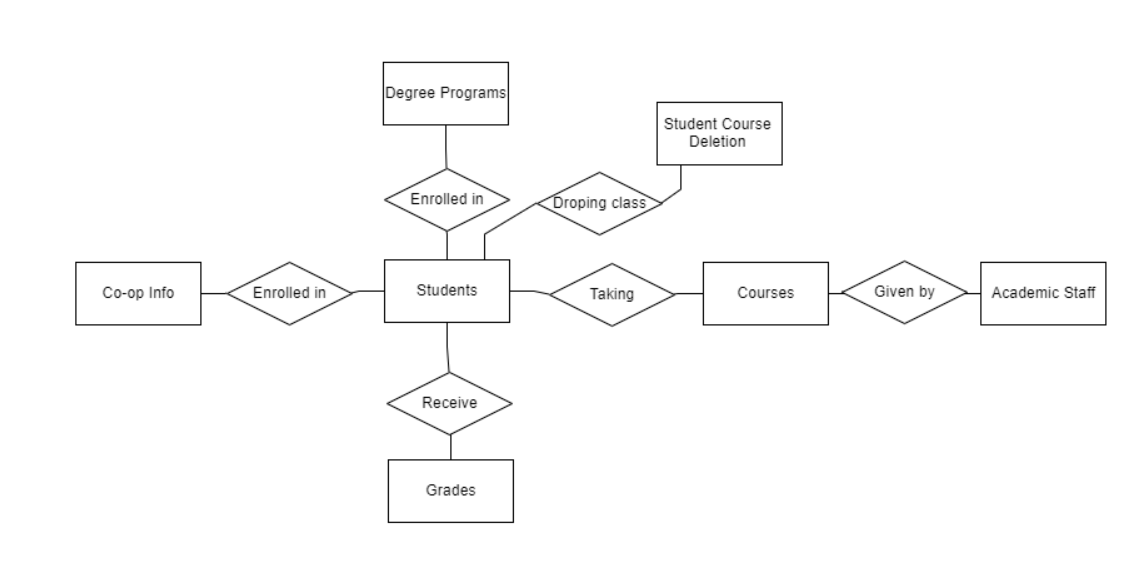 Degree Programs
Student Course
Deletion
Enrolled in
Droping class
Co-op Info
Enrolled in
Students
Taking
Courses
Given by
Academic Staff
Receive
Grades